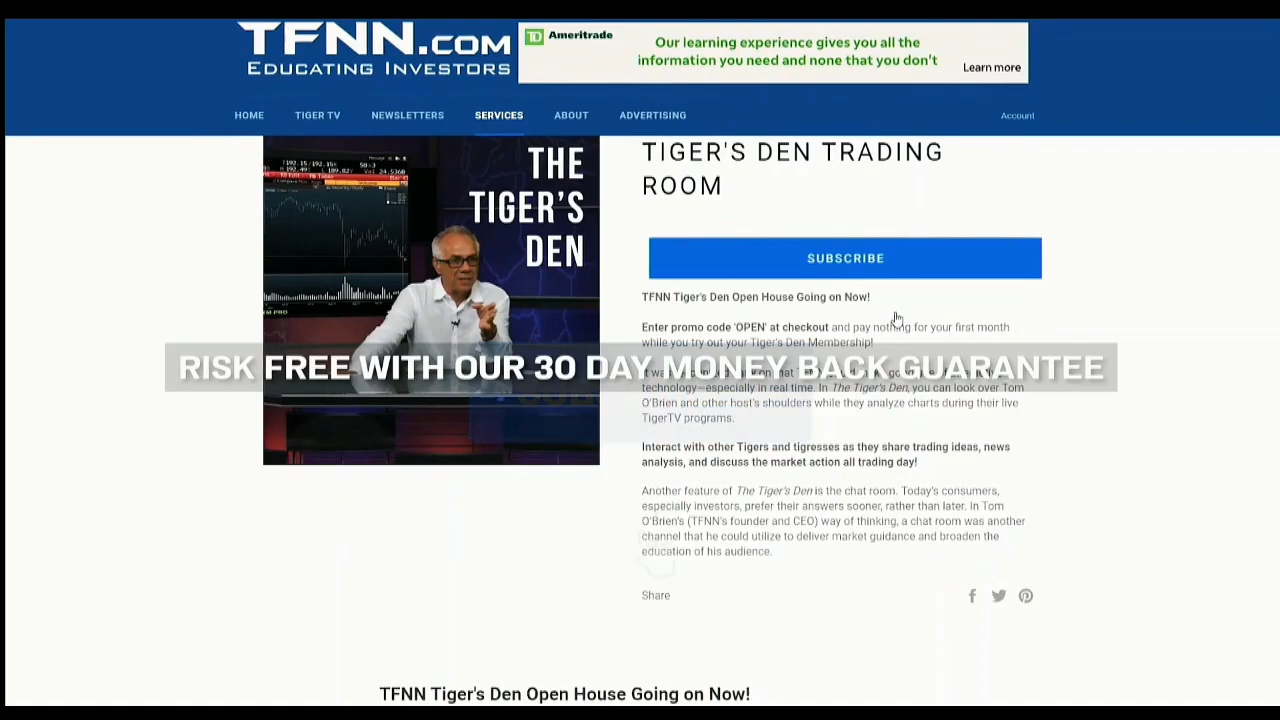 TFNN.COM
EDUCATING INVESTORS
TD Ameritrade
Our learning experience gives you all the
information you need and none that you don't
Learn more
HOME TIGER TV NEWSLETTERS SERVICES ABOUT ADVERTISING Account
THE
TIGER'S
DEN
TIGER'S DEN TRADING
ROOM
SUBSCRIBE
TFNN Tiger's Den Open House Going on Now!
Enter promo code 'OPEN' at checkout and pay nothing for your first month
while you try out your Tiger's Den Membership!
RISK FREE WITH OUR 30 DAY MONEY BACK GUARANTEE
technology—especially in real time. In The Tiger's Den, you can look over Tom
O'Brien and other host's shoulders while they analyze charts during their live
TigerTV programs.
Interact with other Tigers and tigresses as they share trading ideas, news
analysis, and discuss the market action all trading day!
Another feature of The Tiger's Den is the chat room. Today's consumers,
especially investors, prefer their answers sooner, rather than later. In Tom
O'Brien's (TFNN's founder and CEO) way of thinking, a chat room was another
channel that he could utilize to deliver market guidance and broaden the
education of his audience.
Share
TFNN Tiger's Den Open House Going on Now!